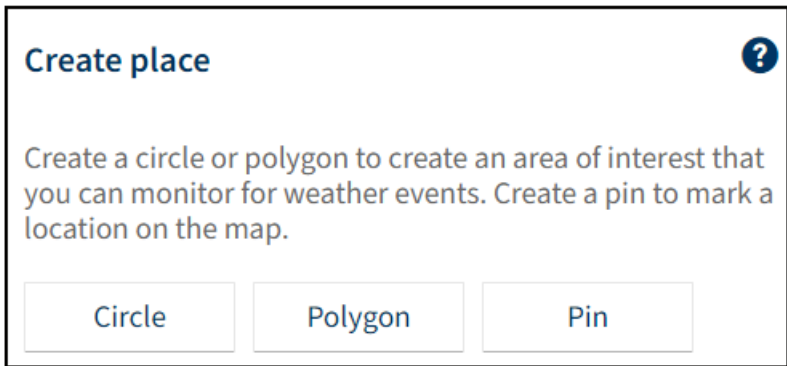 Create place ?
Create a circle or polygon to create an area of interest that
you can monitor for weather events. Create a pin to mark a
location on the map.
Circle Polygon Pin